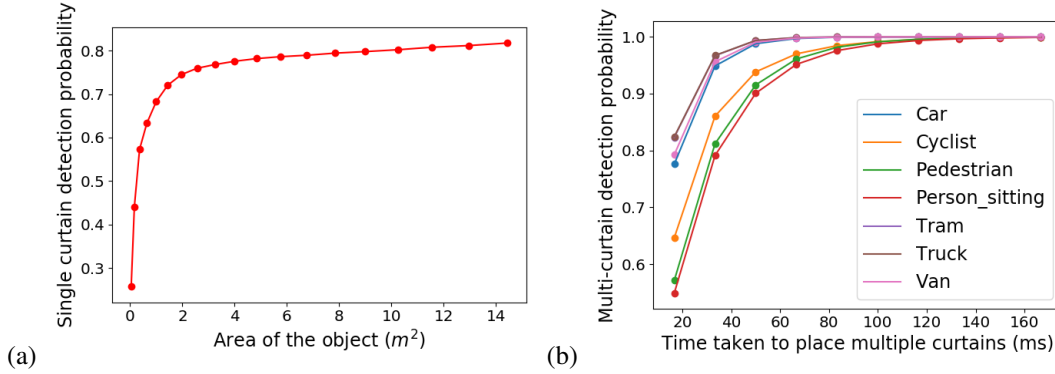 (a)
Single curtain detection probability
0.8
0.7
0.6
0.5
0.4
0.3
0 2 4 6 8 10 12 14
Area of the object (m²)
(b)
Multi-curtain detection probability
1.0
0.9
0.8
0.7
0.6
20 40 60 80 100 120 140 160
Time taken to place multiple curtains (ms)
Car
Cyclist
Pedestrian
Person_sitting
Tram
Truck
Van